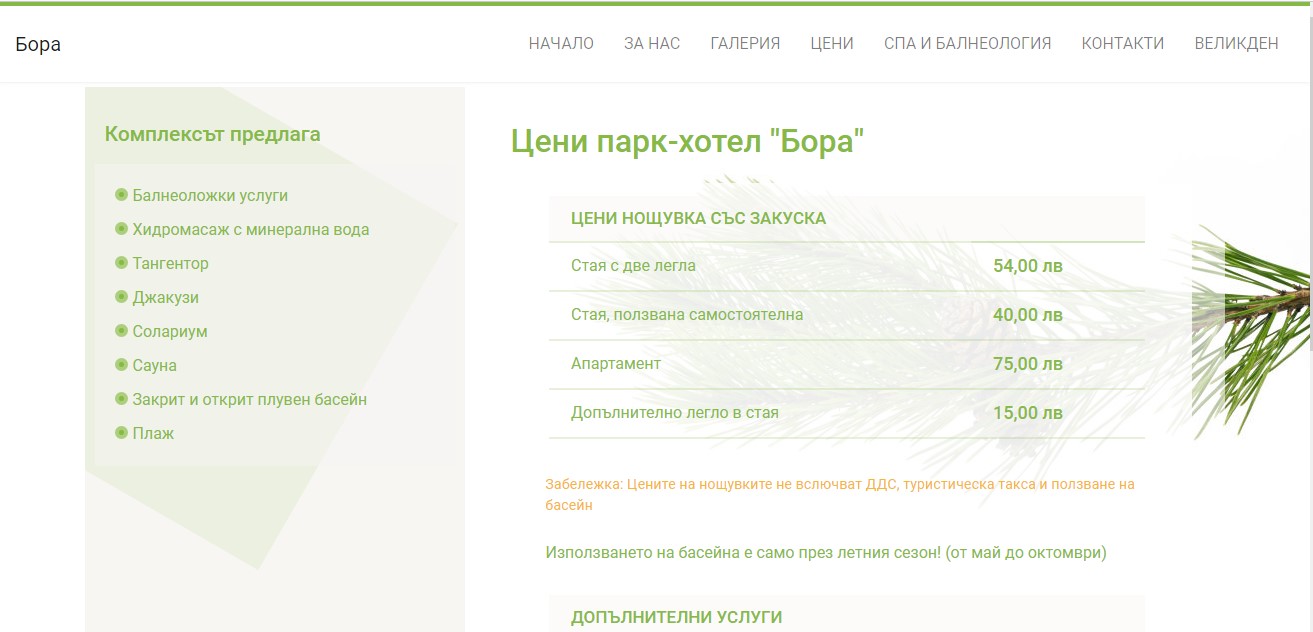 Бора
НАЧАЛО ЗА НАС ГАЛЕРИЯ ЦЕНИ СПА И БАЛНЕОЛОГИЯ КОНТАКТИ ВЕЛИКДЕН
Комплексът предлага
Балнеоложки услуги
Хидромасаж с минерална вода
Тангентор
Джакузи
Солариум
Сауна
Закрит и открит плувен басейн
Плаж
Цени парк-хотел "Бора"
ЦЕНИ НОЩУВКА СЪС ЗАКУСКА
Стая с две легла 54,00 лв
Стая, ползвана самостоятелна 40,00 лв
Апартамент 75,00 лв
Допълнително легло в стая 15,00 лв
Забележка: Цените на нощувките не вслючват ДДС, туристическа такса и ползване на
басейн
Използването на басейна е само през летния сезон! (от май до октомври)
ДОПЪЛНИТЕЛНИ УСЛУГИ